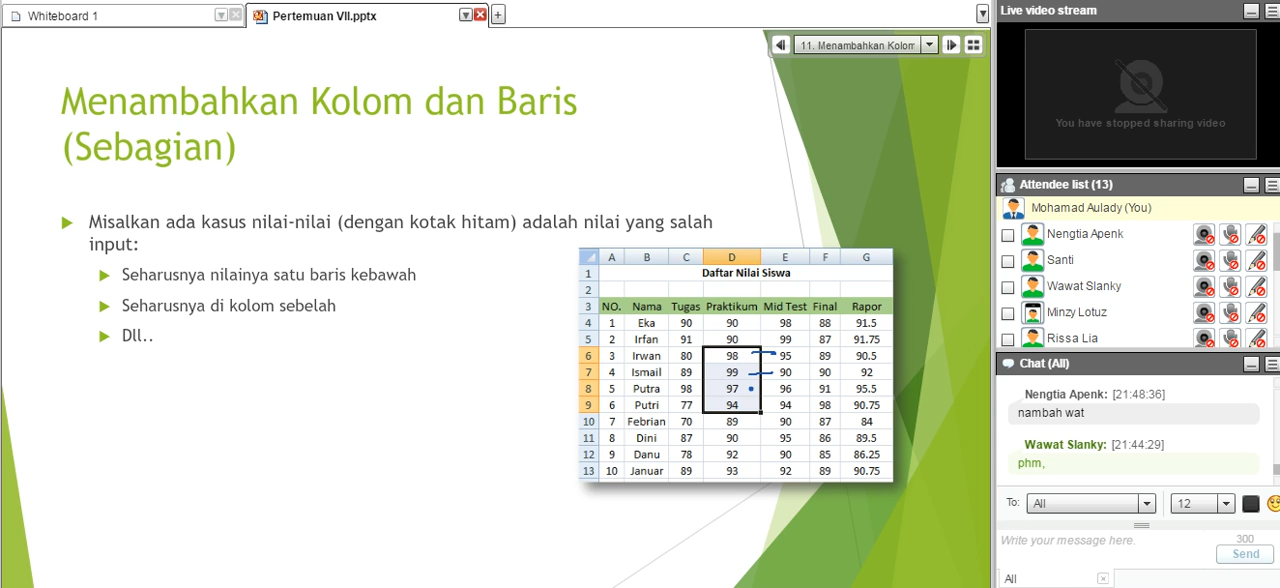 Whiteboard 1
Pertemuan VII.pptx
11. Menambahkan Kolom
Menambahkan Kolom dan Baris
(Sebagian)
Misalkan ada kasus nilai-nilai (dengan kotak hitam) adalah nilai yang salah
input:
Seharusnya nilainya satu baris kebawah
Seharusnya di kolom sebelah
Dll..
A B C D E F G
1 Daftar Nilai Siswa
2
3 NO. Nama Tugas Praktikum Mid Test Final Rapor
4 1 Eka 90 90 98 88 91.5
5 2 Irfan 91 90 99 87 91.75
6 3 Irwan 80 98 95 89 90.5
7 4 Ismail 89 99 90 90 92
8 5 Putra 98 97 96 91 95.5
9 6 Putri 77 94 94 98 90.75
10 7 Febrian 70 89 90 87 84
11 8 Dini 87 90 95 86 89.5
12 9 Danu 78 92 90 85 86.25
13 10 Januar 89 93 92 89 90.75
Live video stream
You have stopped sharing video
Attendee list (13)
Mohamad Aulady (You)
Nengtia Apenk
Santi
Wawat Slanky
Minzy Lotuz
Rissa Lia
Chat (All)
Nengtia Apenk: [21:48:36]
nambah wat
Wawat Slanky: [21:44:29]
phm,
To: All 12
Write your message here. 300
Send
All